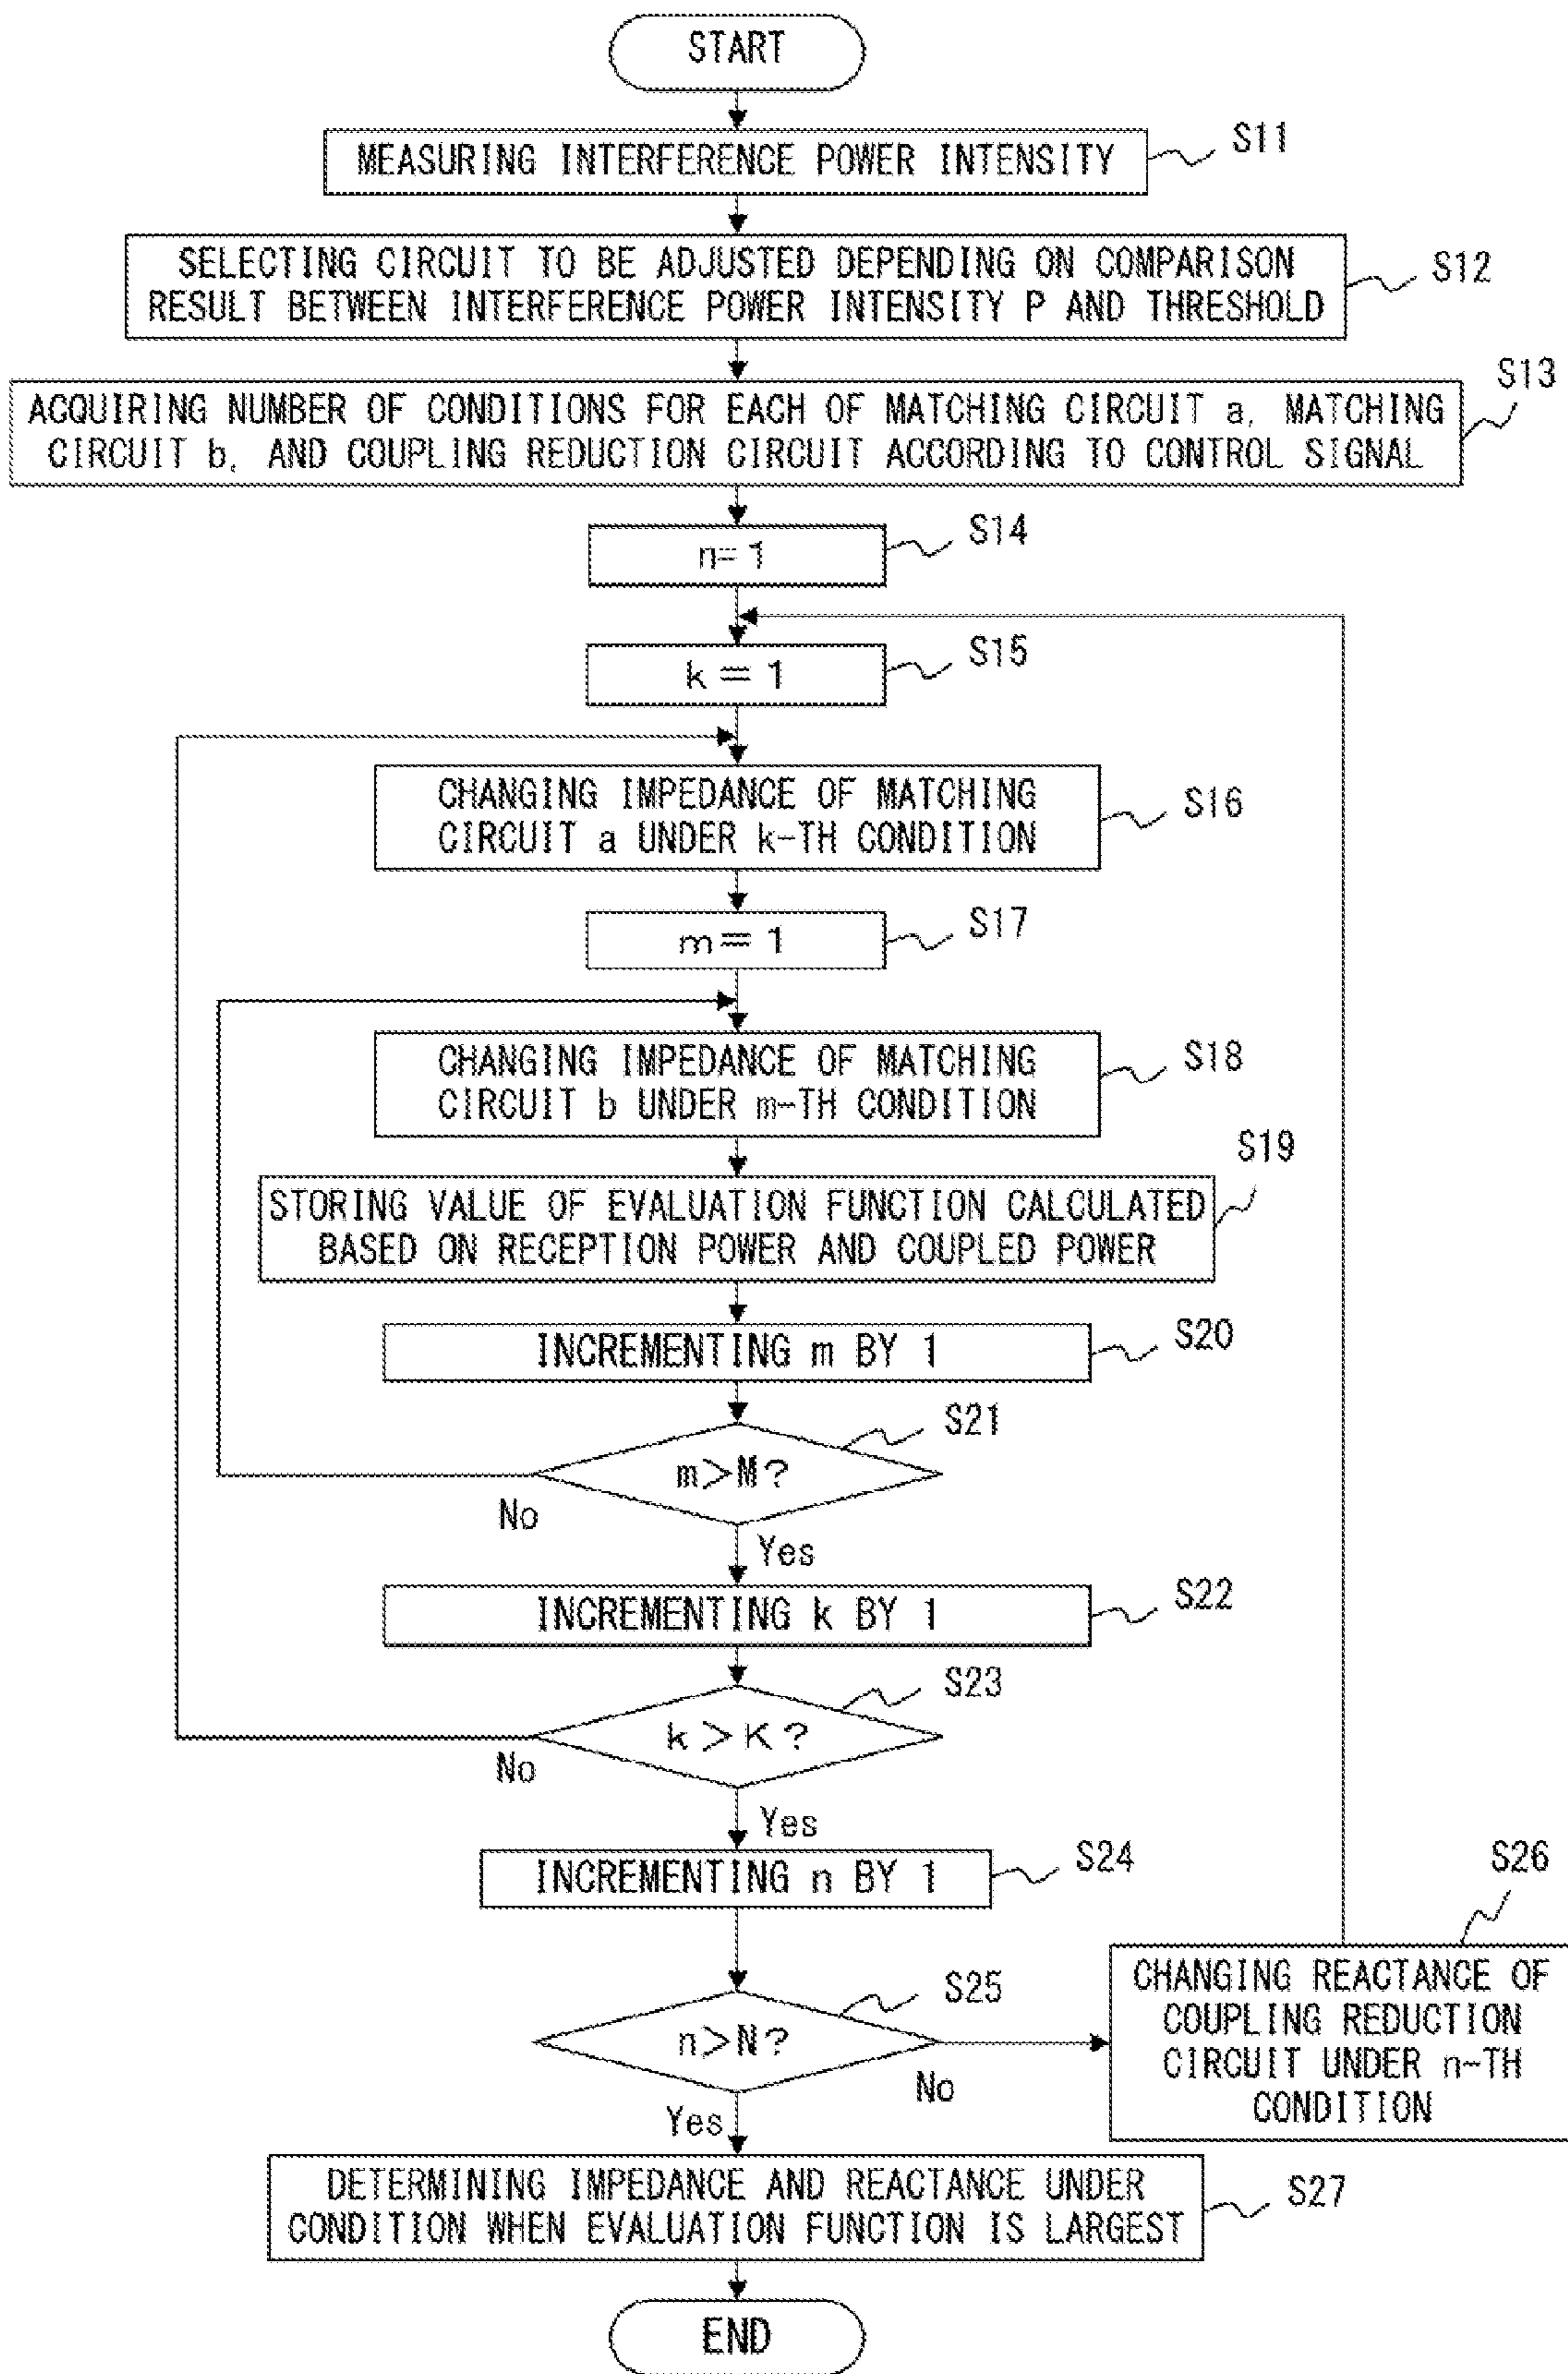 START
MEASURING INTERFERENCE POWER INTENSITY
S11
SELECTING CIRCUIT TO BE ADJUSTED DEPENDING ON COMPARISON
RESULT BETWEEN INTERFERENCE POWER INTENSITY P AND THRESHOLD
S12
ACQUIRING NUMBER OF CONDITIONS FOR EACH OF MATCHING CIRCUIT a, MATCHING
CIRCUIT b, AND COUPLING REDUCTION CIRCUIT ACCORDING TO CONTROL SIGNAL
S13
n=1
S14
k=1
S15
CHANGING IMPEDANCE OF MATCHING
CIRCUIT a UNDER k-TH CONDITION
S16
m=1
S17
CHANGING IMPEDANCE OF MATCHING
CIRCUIT b UNDER m-TH CONDITION
S18
STORING VALUE OF EVALUATION FUNCTION CALCULATED
BASED ON RECEPTION POWER AND COUPLED POWER
S19
INCREMENTING m BY 1
S20
m>M?
S21
No
Yes
INCREMENTING k BY 1
S22
k>K?
S23
No
Yes
INCREMENTING n BY 1
S24
n>N?
S25
No
Yes
CHANGING REACTANCE OF
COUPLING REDUCTION
CIRCUIT UNDER n-TH
CONDITION
S26
DETERMINING IMPEDANCE AND REACTANCE UNDER
CONDITION WHEN EVALUATION FUNCTION IS LARGEST
S27
END